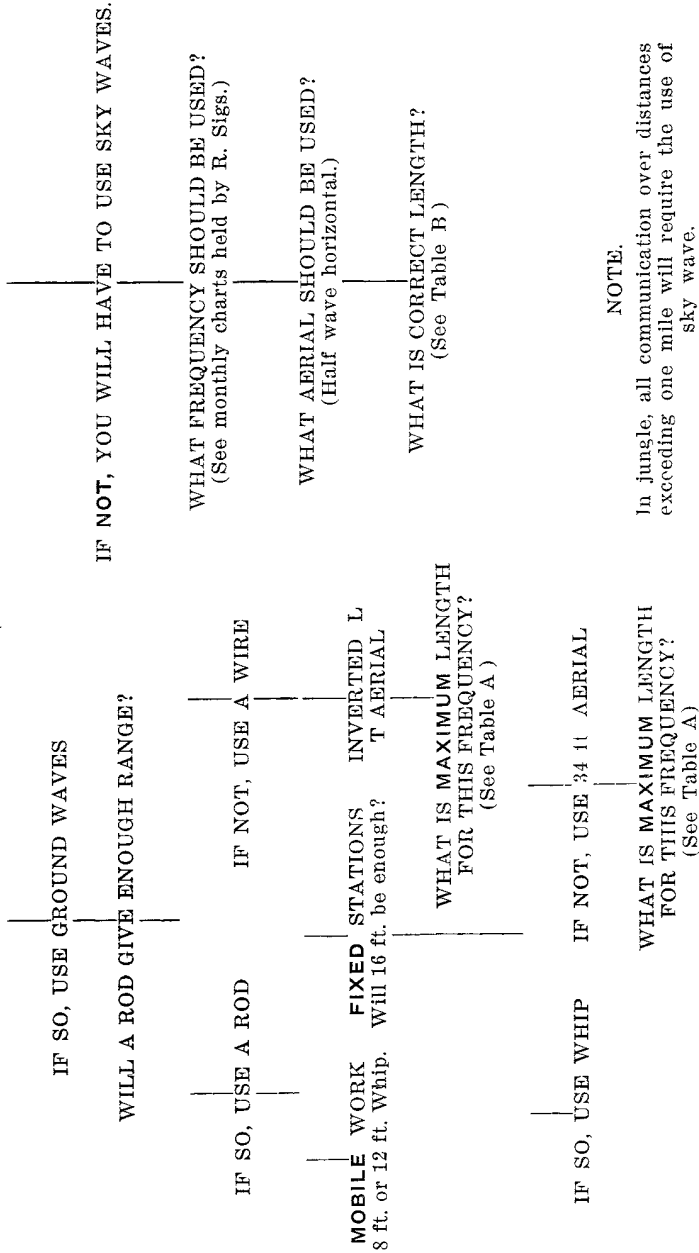 IF SO, USE GROUND WAVES
WILL A ROD GIVE ENOUGH RANGE?
IF SO, USE A ROD
IF NOT, USE A WIRE
MOBILE WORK
8 ft. or 12 ft. Whip.
FIXED STATIONS
Will 16 ft. be enough?
INVERTED L
T AERIAL
WHAT IS MAXIMUM LENGTH
FOR THIS FREQUENCY?
(See Table A)
IF SO, USE WHIP
IF NOT, USE 34 ft AERIAL
WHAT IS MAXIMUM LENGTH
FOR THIS FREQUENCY?
(See Table A)
IF NOT, YOU WILL HAVE TO USE SKY WAVES.
WHAT FREQUENCY SHOULD BE USED?
(See monthly charts held by R. Sigs.)
WHAT AERIAL SHOULD BE USED?
(Half wave horizontal.)
WHAT IS CORRECT LENGTH?
(See Table B)
NOTE.
In jungle, all communication over distances
exceeding one mile will require the use of
sky wave.